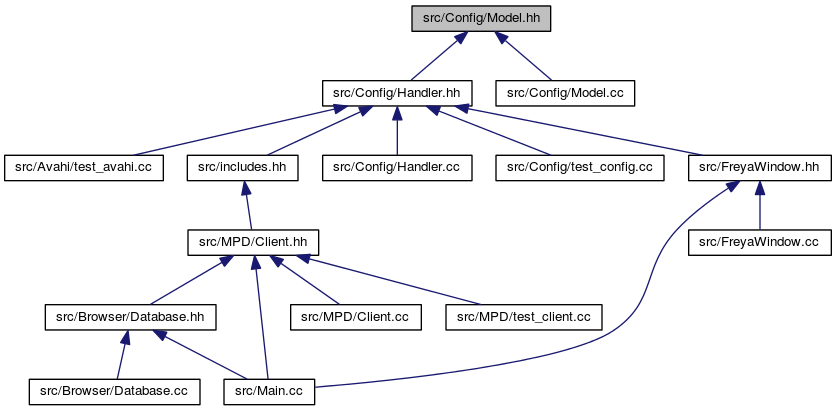 src/Config/Model.hh
src/Config/Handler.hh
src/Config/Model.cc
src/Avahi/test_avahi.cc
src/includes.hh
src/Config/Handler.cc
src/Config/test_config.cc
src/FreyaWindow.hh
src/MPD/Client.hh
src/FreyaWindow.cc
src/Browser/Database.hh
src/MPD/Client.cc
src/MPD/test_client.cc
src/Browser/Database.cc
src/Main.cc